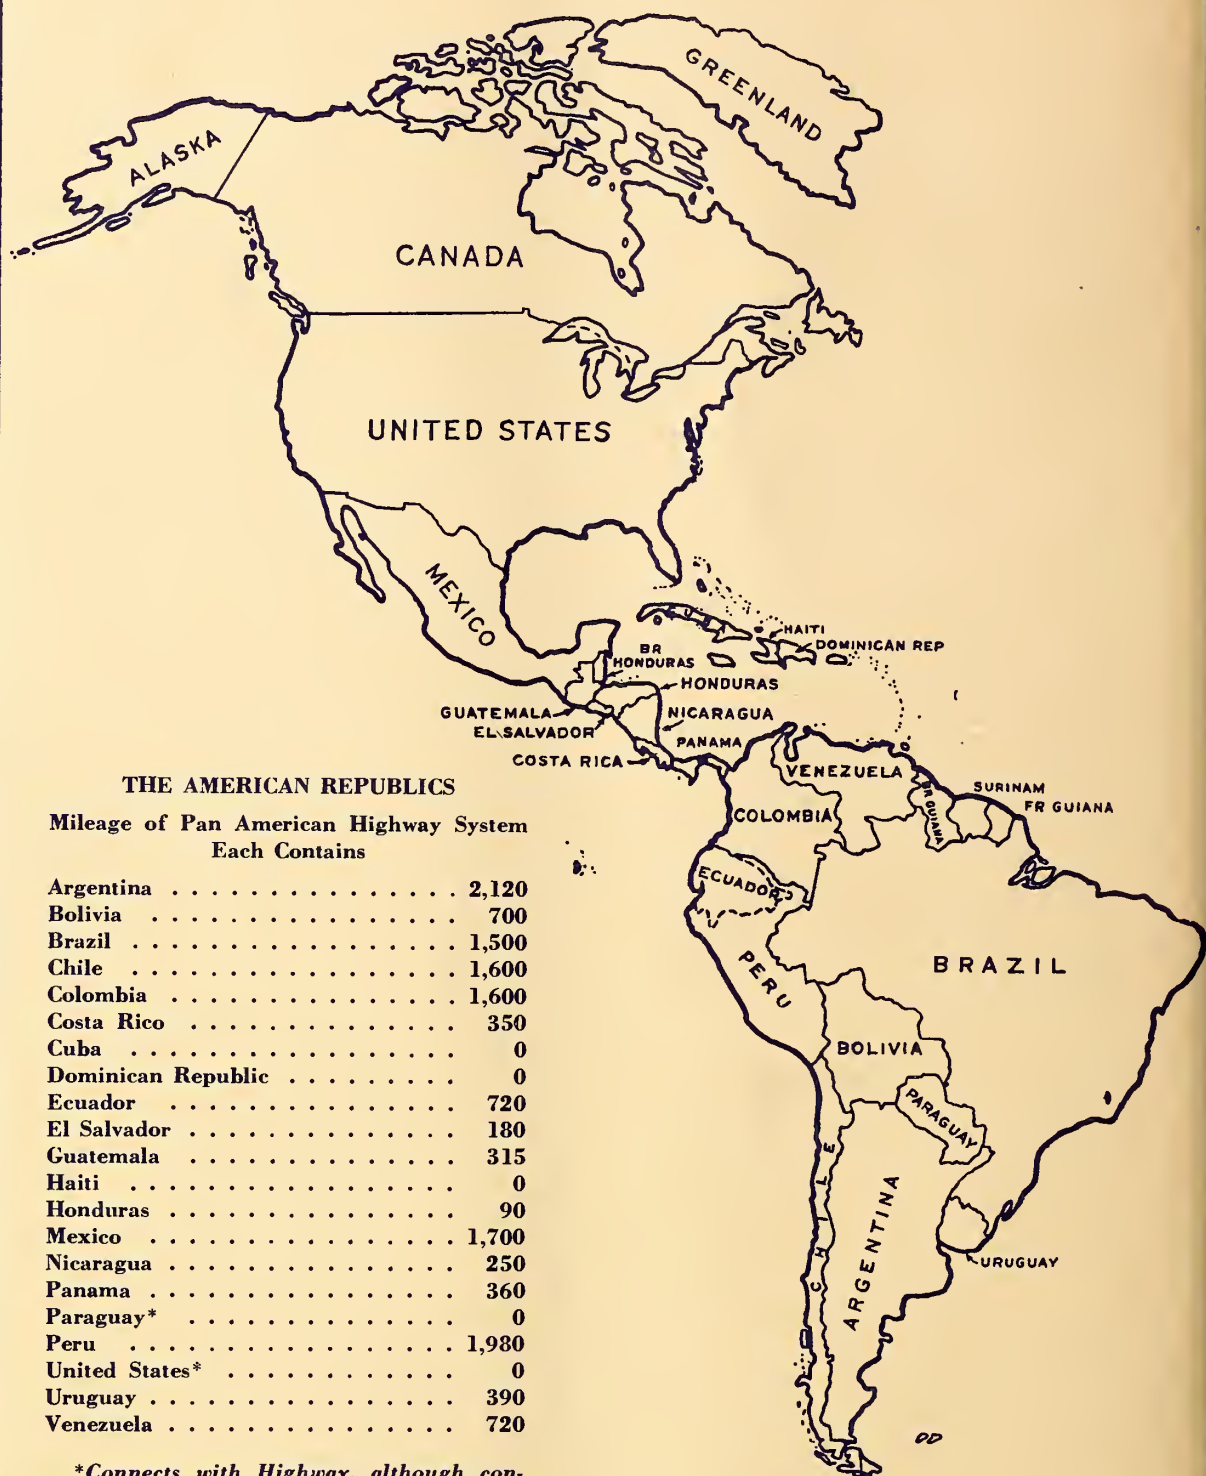 GREENLAND
ALASKA
CANADA
UNITED STATES
MEXICO
CUBA
HAITI
DOMINICAN REP
BR
HONDURAS
HONDURAS
GUATEMALA
NICARAGUA
EL SALVADOR
PANAMA
COSTA RICA
VENEZUELA
SURINAM
FR GUIANA
BR GUIANA
COLOMBIA
ECUADOR
BRAZIL
PERU
BOLIVIA
PARAGUAY
CHILE
ARGENTINA
URUGUAY
THE AMERICAN REPUBLICS
Mileage of Pan American Highway System
Each Contains
Argentina . . . . . . . . . . . . . . . 2,120
Bolivia . . . . . . . . . . . . . . . . 700
Brazil . . . . . . . . . . . . . . . . . 1,500
Chile . . . . . . . . . . . . . . . . . 1,600
Colombia . . . . . . . . . . . . . . . 1,600
Costa Rico . . . . . . . . . . . . . . 350
Cuba . . . . . . . . . . . . . . . . . 0
Dominican Republic . . . . . . . . . 0
Ecuador . . . . . . . . . . . . . . . 720
El Salvador . . . . . . . . . . . . . . 180
Guatemala . . . . . . . . . . . . . . 315
Haiti . . . . . . . . . . . . . . . . . 0
Honduras . . . . . . . . . . . . . . . 90
Mexico . . . . . . . . . . . . . . . . 1,700
Nicaragua . . . . . . . . . . . . . . . 250
Panama . . . . . . . . . . . . . . . . 360
Paraguay* . . . . . . . . . . . . . . 0
Peru . . . . . . . . . . . . . . . . . 1,980
United States* . . . . . . . . . . . . 0
Uruguay . . . . . . . . . . . . . . . . 390
Venezuela . . . . . . . . . . . . . . . 720
*Connects with Highway, although con-